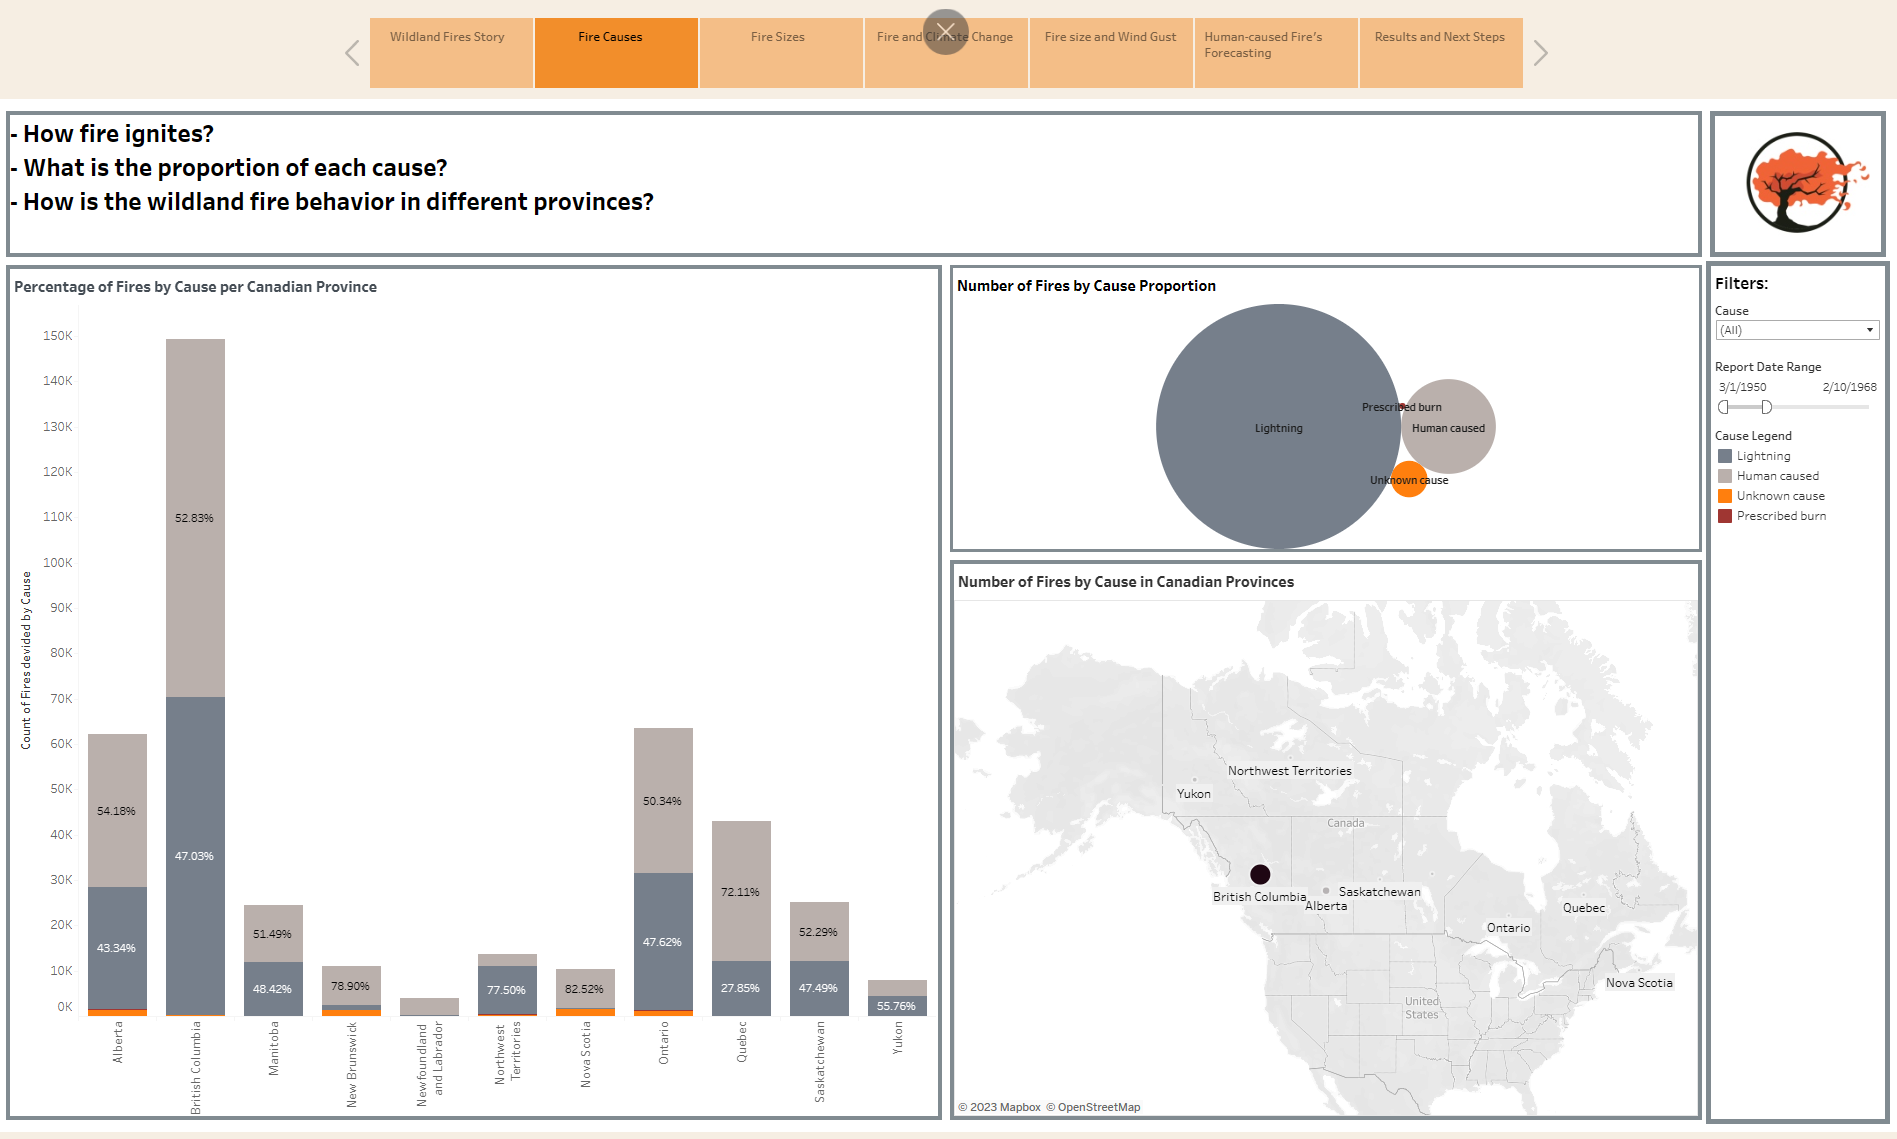 Wildland Fires Story
Fire Causes
Fire Sizes
Fire and Climate Change
Fire size and Wind Gust
Human-caused Fire's
Forecasting
Results and Next Steps
- How fire ignites?
- What is the proportion of each cause?
- How is the wildland fire behavior in different provinces?
Percentage of Fires by Cause per Canadian Province
Count of Fires devided by Cause
150K
140K
130K
120K
110K
100K
90K
80K
70K
60K
50K
40K
30K
20K
10K
0K
54.18%
43.34%
52.83%
47.03%
51.49%
48.42%
78.90%
77.50%
82.52%
50.34%
47.62%
72.11%
27.85%
52.29%
47.49%
55.76%
Alberta
British Columbia
Manitoba
New Brunswick
Newfoundland
and Labrador
Northwest
Territories
Nova Scotia
Ontario
Quebec
Saskatchewan
Yukon
Number of Fires by Cause Proportion
Prescribed burn
Lightning
Human caused
Unknown cause
Number of Fires by Cause in Canadian Provinces
Northwest Territories
Yukon
Canada
British Columbia
Saskatchewan
Alberta
Quebec
Ontario
Nova Scotia
United
States
© 2023 Mapbox © OpenStreetMap
Filters:
Cause
(All)
Report Date Range
3/1/1950 2/10/1968
Cause Legend
Lightning
Human caused
Unknown cause
Prescribed burn